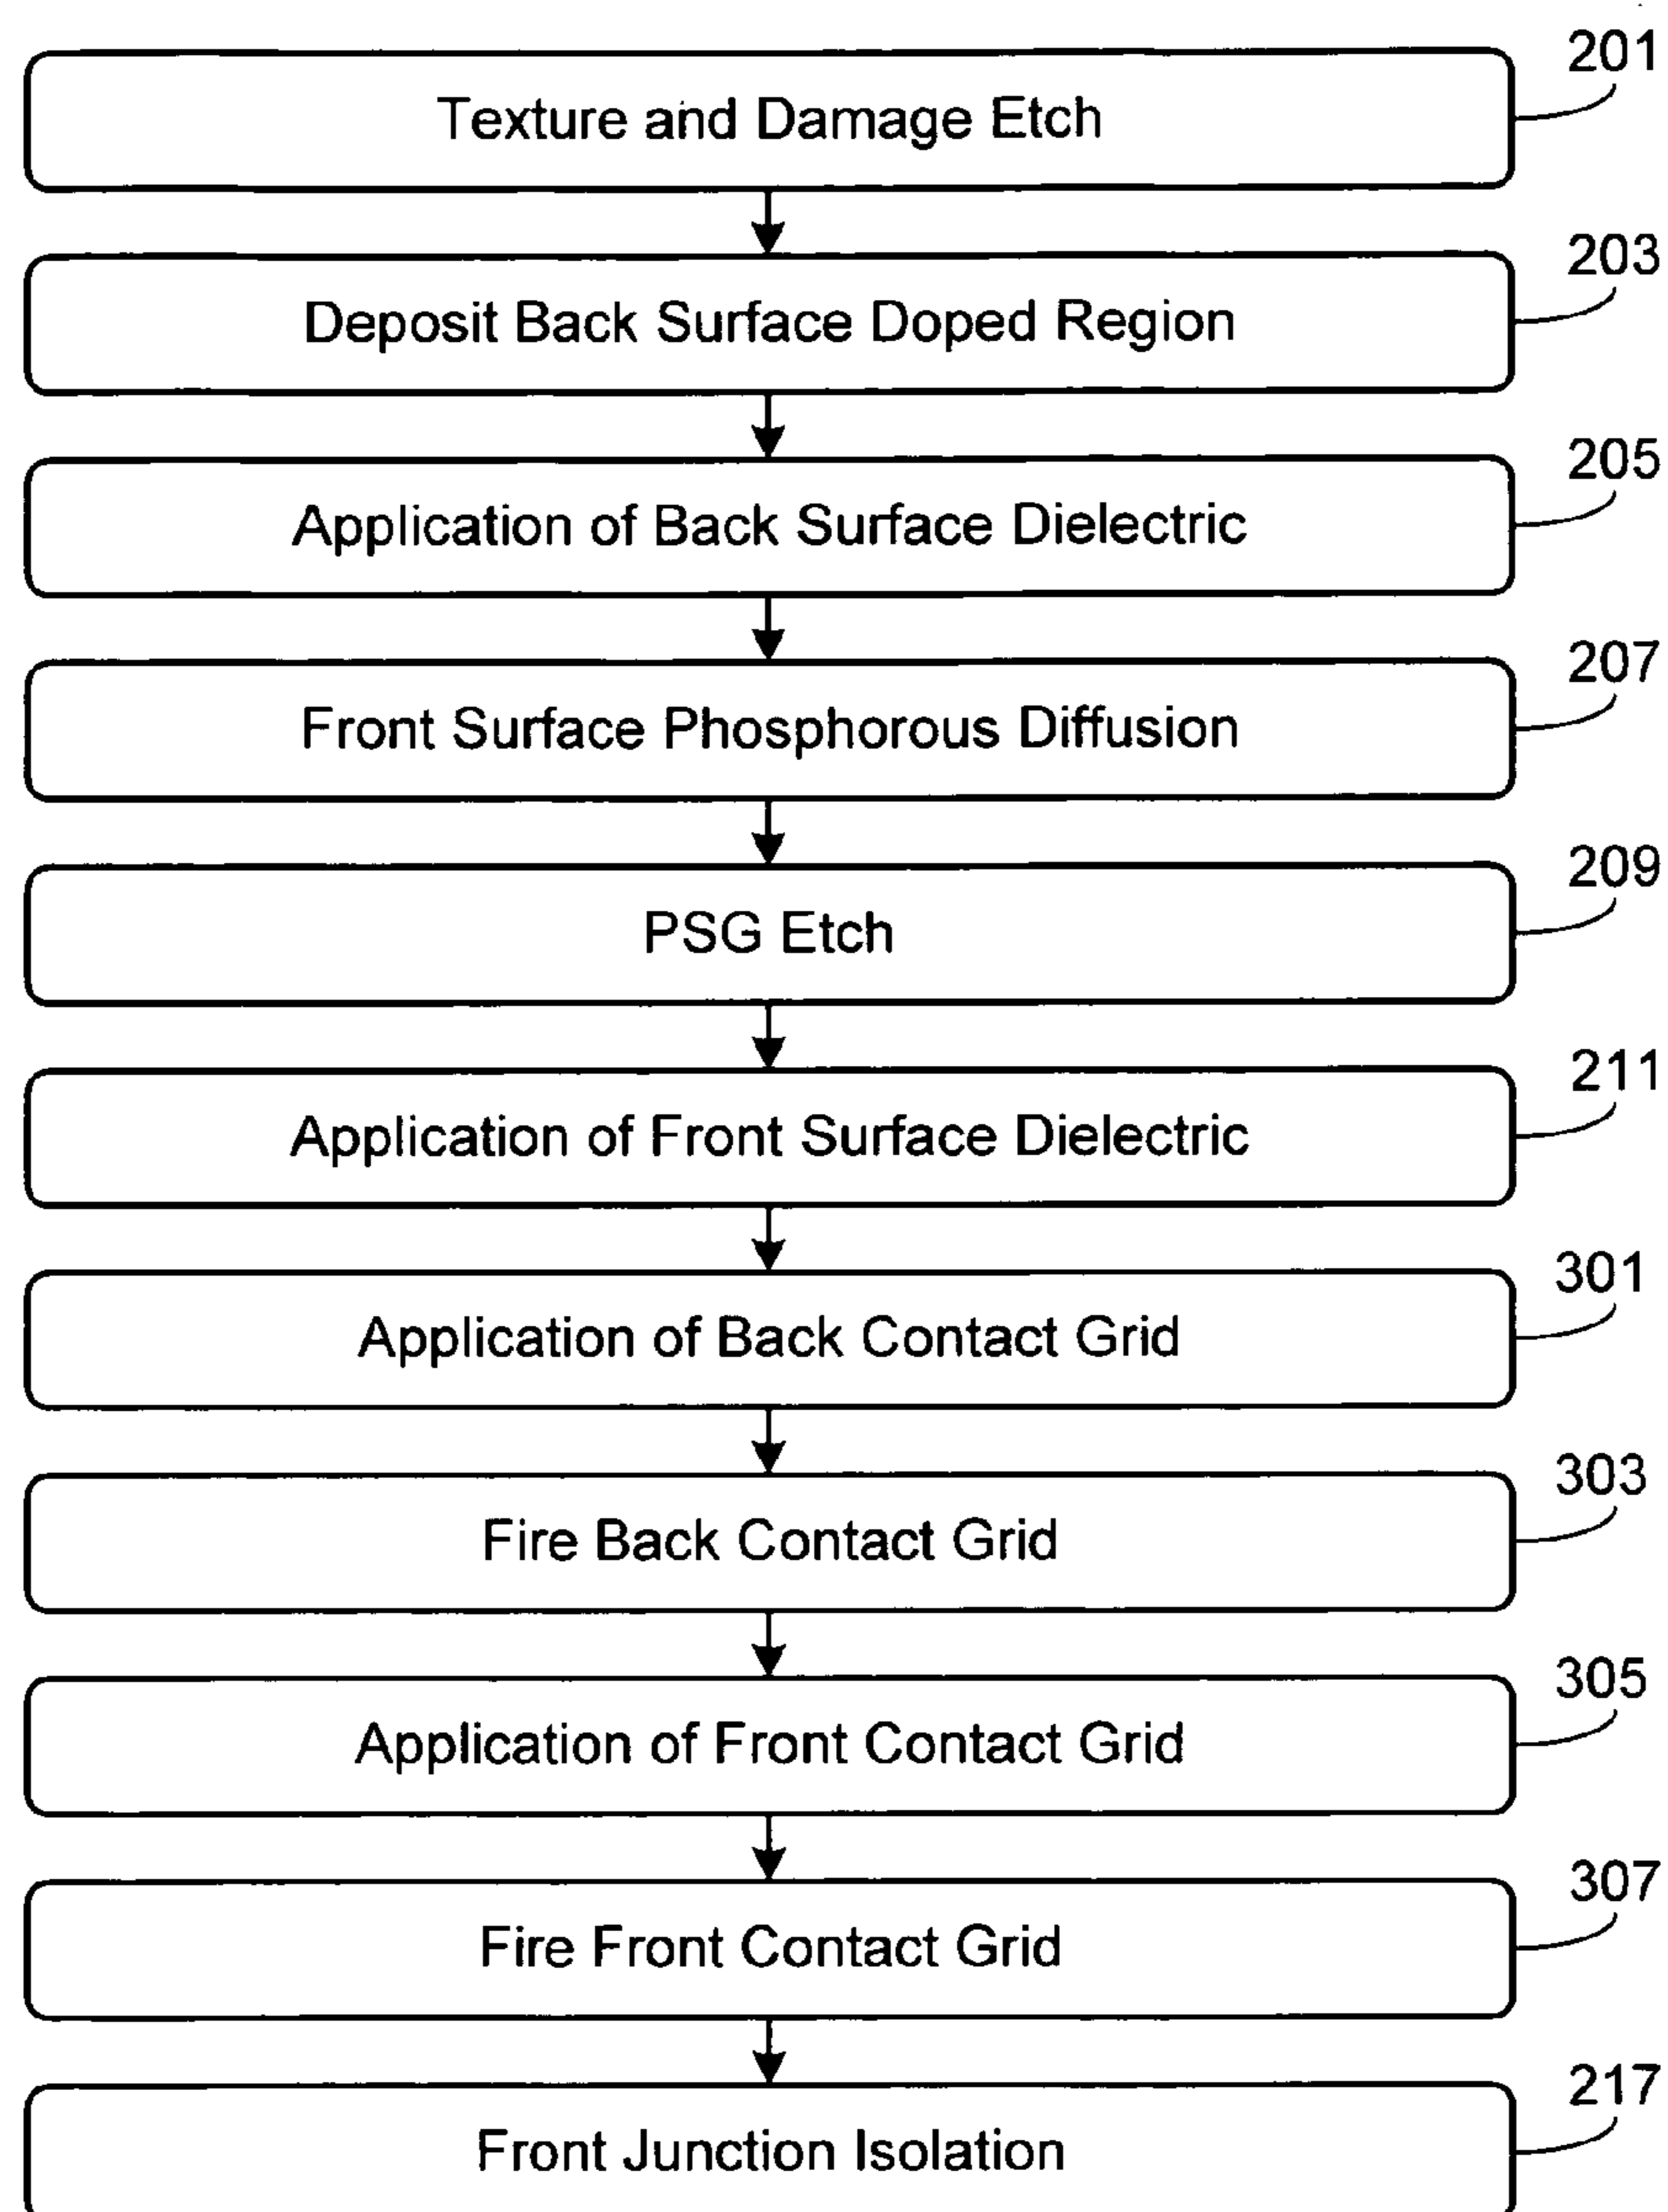 201
Texture and Damage Etch
203
Deposit Back Surface Doped Region
205
Application of Back Surface Dielectric
207
Front Surface Phosphorous Diffusion
209
PSG Etch
211
Application of Front Surface Dielectric
301
Application of Back Contact Grid
303
Fire Back Contact Grid
305
Application of Front Contact Grid
307
Fire Front Contact Grid
217
Front Junction Isolation